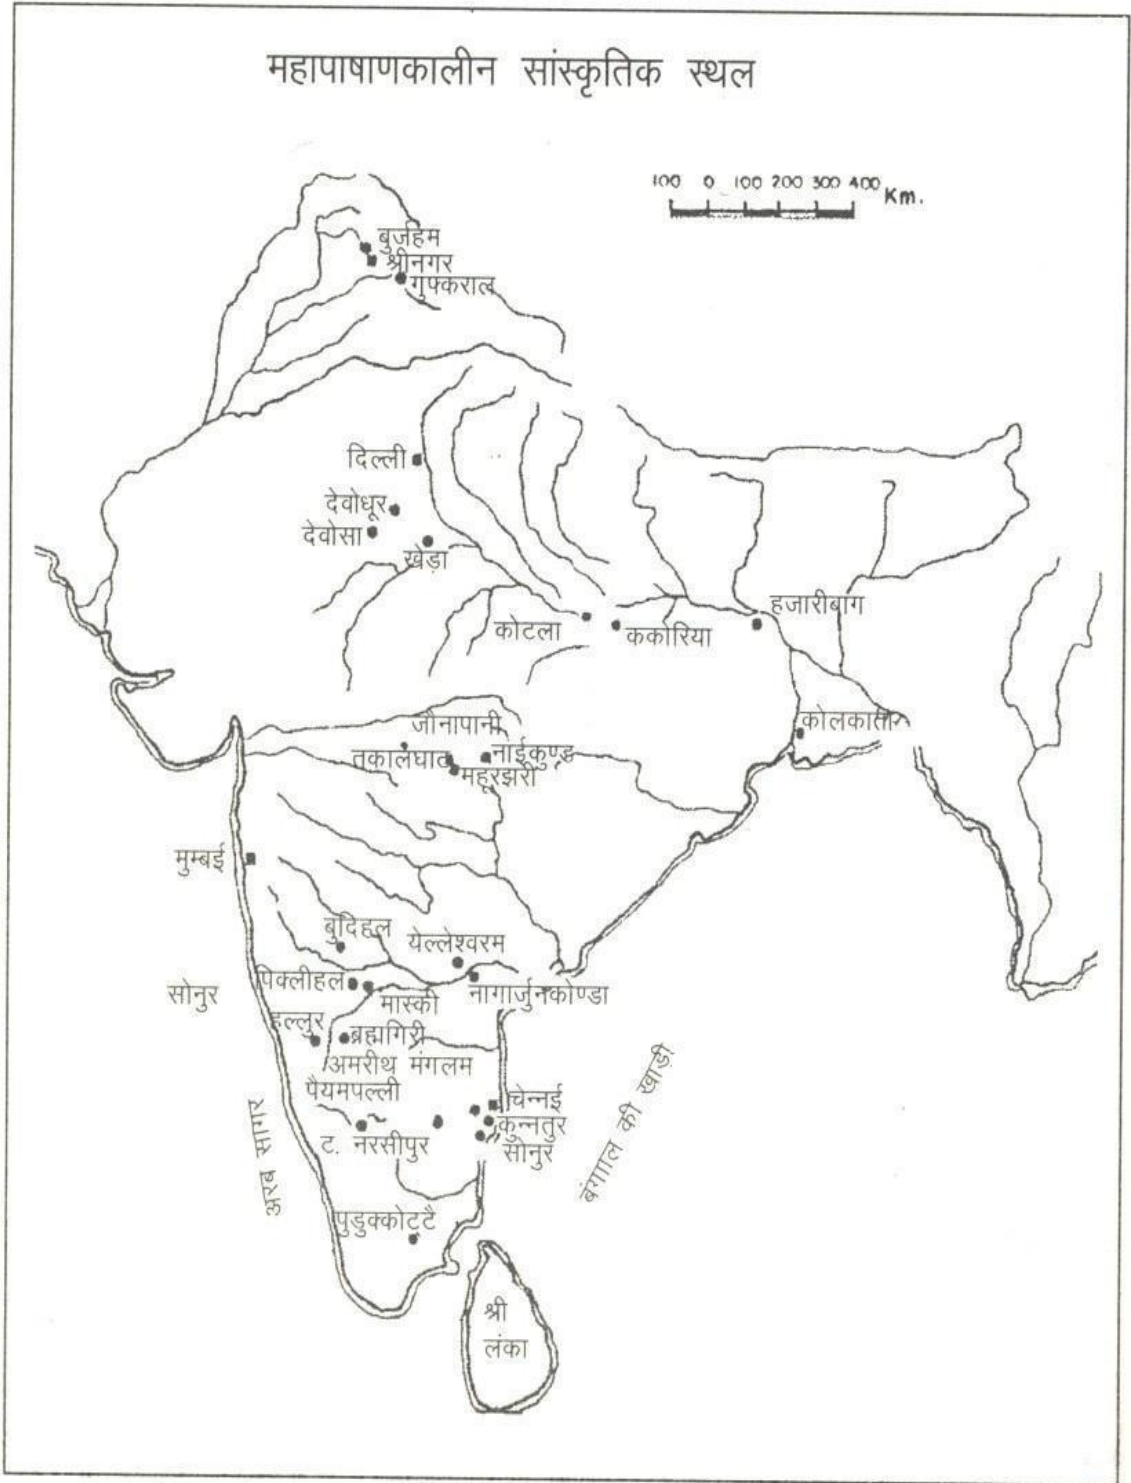 महापाषाणकालीन सांस्कृतिक स्थल
100 0 100 200 300 400 Km.
बुर्जहम
श्रीनगर
गुफ्कराल
दिल्ली
देवोधूर
देवोसा
खेड़ा
हजारीबाग
कोटला
ककोरिया
कोलकाता
जौनापानी
तकालघाट
नाईकुण्ड
महूरझरी
मुम्बई
बुदिहल
येल्लेश्वरम
पिक्लीहल
मास्की
नागार्जुनकोण्डा
सोनुर
हल्लुर
ब्रह्मगिरी
अमरीथ मंगलम
पैयमपल्ली
चेन्नई
कुन्नतुर
ट. नरसीपुर
सोनुर
अरब सागर
बंगााल की खाड़ी
पुडुक्कोट्टै
श्री
लंका